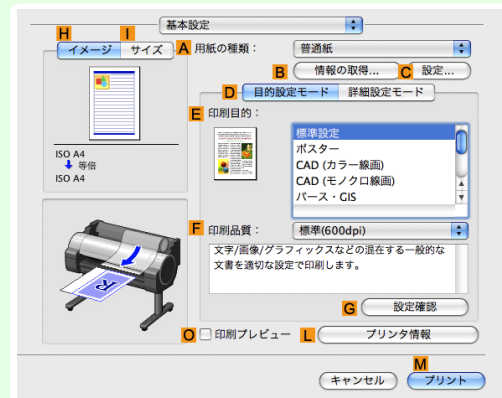 基本設定
H I
イメージ サイズ
A 用紙の種類： 普通紙
B 情報の取得... C 設定...
D 目的設定モード 詳細設定モード
E 印刷目的：
標準設定
ポスター
CAD (カラー線画)
CAD (モノクロ線画)
パース・GIS
ISO A4
等倍
ISO A4
F 印刷品質： 標準(600dpi)
文字/画像/グラフィックスなどの混在する一般的な
文書を適切な設定で印刷します。
G 設定確認
O 印刷プレビュー L プリンタ情報
M
キャンセル プリント